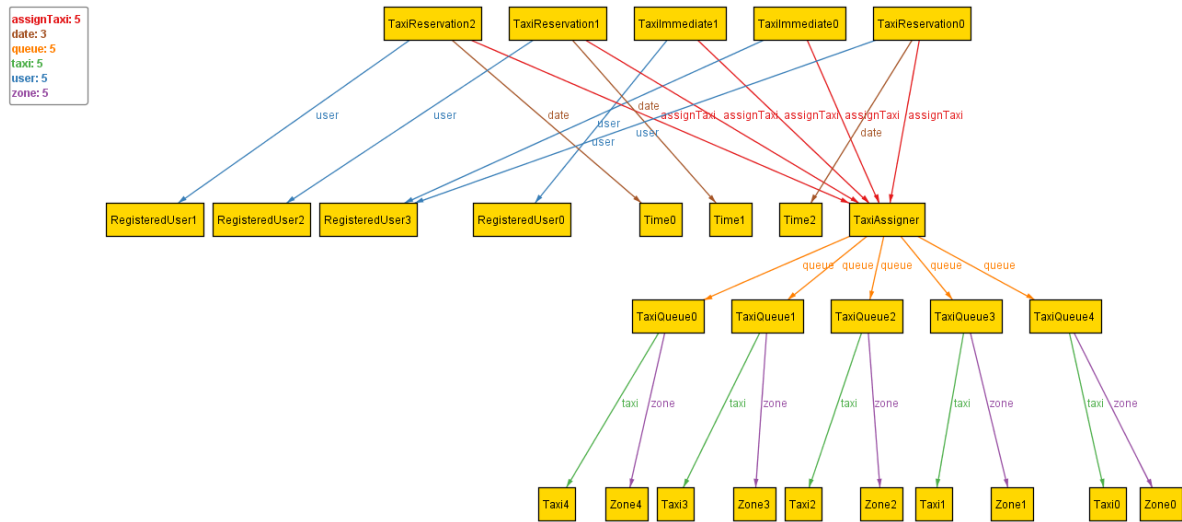 assignTaxi: 5
date: 3
queue: 5
taxi: 5
user: 5
zone: 5
TaxiReservation2 TaxiReservation1 TaxiImmediate1 TaxiImmediate0 TaxiReservation0
date
user user date assignTaxi assignTaxi assignTaxi assignTaxi assignTaxi
user
user date
user
RegisteredUser1 RegisteredUser2 RegisteredUser3 RegisteredUser0 Time0 Time1 Time2 TaxiAssigner
queue queue queue queue queue
TaxiQueue0 TaxiQueue1 TaxiQueue2 TaxiQueue3 TaxiQueue4
taxi zone taxi zone taxi zone taxi zone taxi zone
Taxi4 Zone4 Taxi3 Zone3 Taxi2 Zone2 Taxi1 Zone1 Taxi0 Zone0